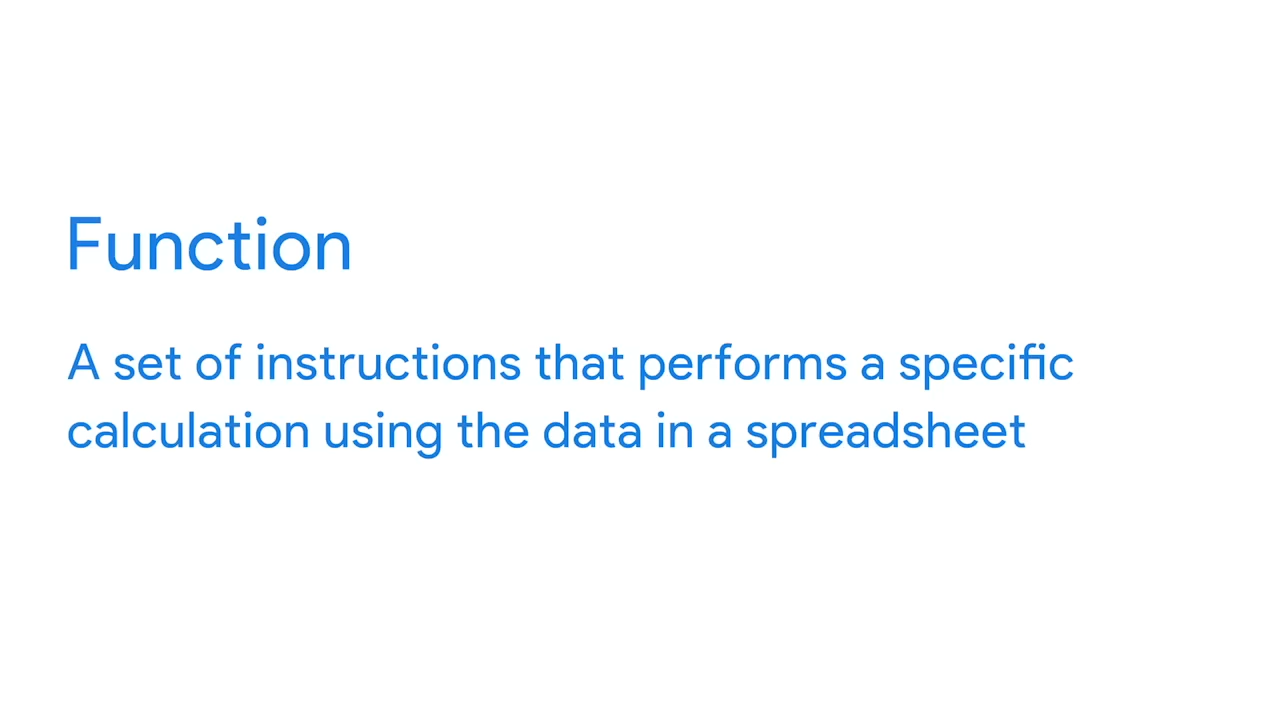 Function
A set of instructions that performs a specific
calculation using the data in a spreadsheet